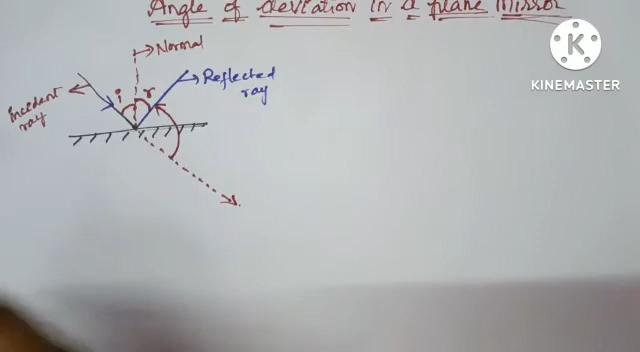 Angle of deviation in a plane mirror
Normal
Reflected
ray
Incident
ray
i
r
K
KINEMASTER